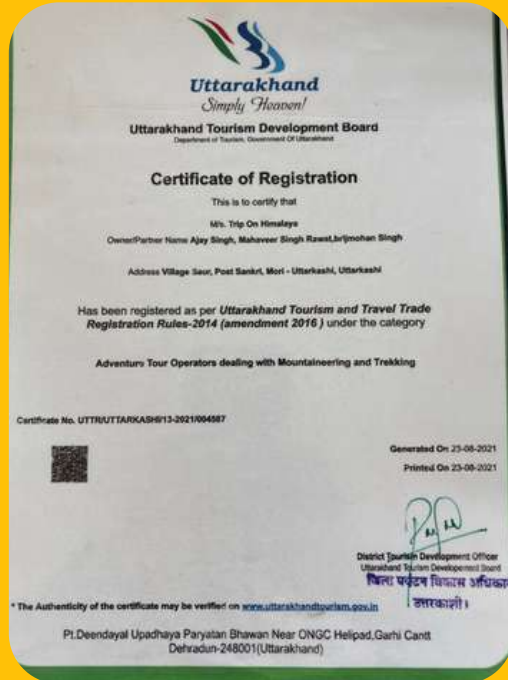 Uttarakhand
Simply Heaven!
Uttarakhand Tourism Development Board
Department of Tourism, Government Of Uttarakhand
Certificate of Registration
This is to certify that
M/s. Trip On Himalaya
Owner/Partner Name Ajay Singh, Mahaveer Singh Rawat,brijmohan Singh
Address Village Saur, Post Sankri, Mori - Uttarkashi, Uttarkashi
Has been registered as per Uttarakhand Tourism and Travel Trade
Registration Rules-2014 (amendment 2016 ) under the category
Adventure Tour Operators dealing with Mountaineering and Trekking
Certificate No. UTTR/UTTARKASHI/13-2021/004587
Generated On 23-08-2021
Printed On 23-08-2021
District Tourism Development Officer
Uttarakhand Tourism Developement Board
जिला पर्यटन विकास अधिकारी
उत्तरकाशी।
* The Authenticity of the certificate may be verified on www.uttarakhandtourism.gov.in
Pt.Deendayal Upadhaya Paryatan Bhawan Near ONGC Helipad,Garhi Cantt
Dehradun-248001(Uttarakhand)